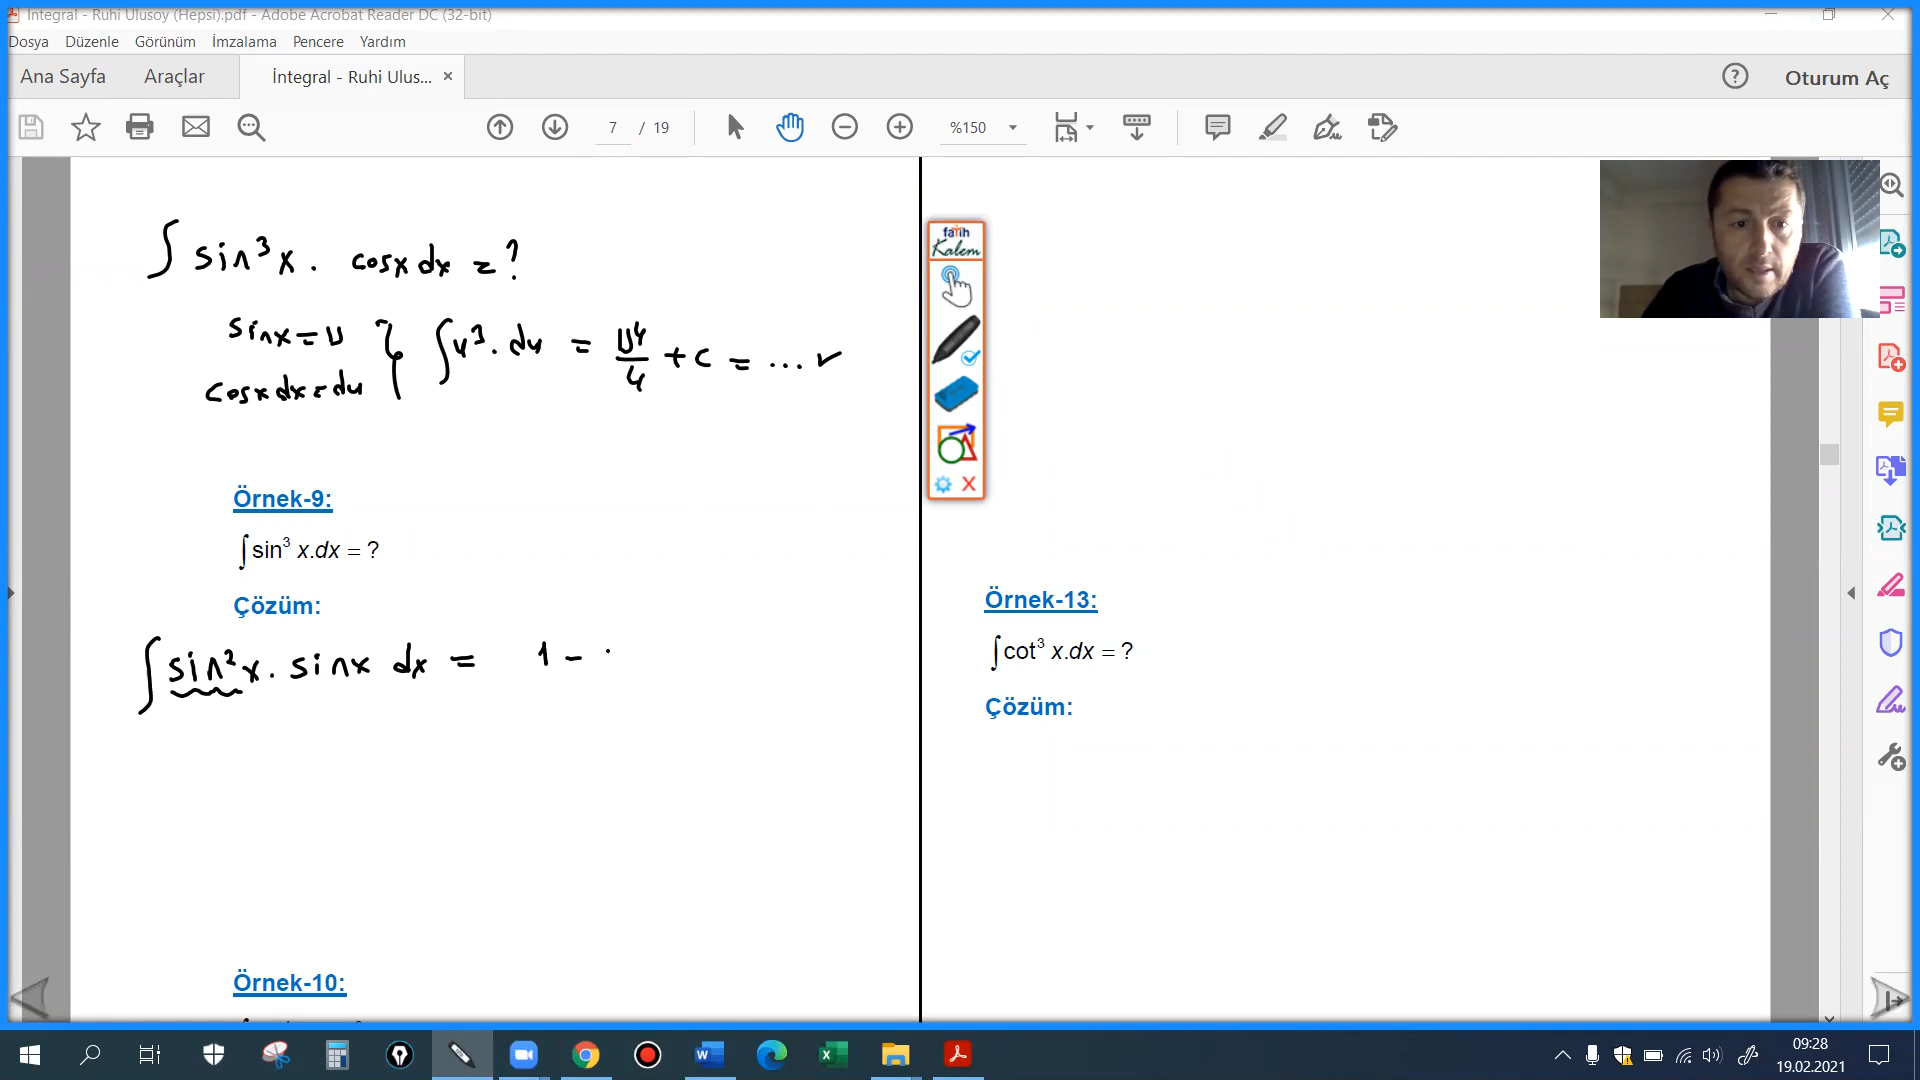 Integral - Ruhi Ulusoy (Hepsi).pdf - Adobe Acrobat Reader DC (32-bit)
Dosya Düzenle Görünüm İmzalama Pencere Yardım
Ana Sayfa Araçlar İntegral - Ruhi Ulus... × Oturum Aç
7 / 19 %150
∫ sin³x . cosx dx = ?
sinx = u } ∫u³. du = u⁴/4 + c = ... ✓
cosx dx = du
Örnek-9:
∫sin³ x.dx = ?
Çözüm:
∫ sin²x . sinx dx = 1 - 
Örnek-10:
fatih
Kalem
Örnek-13:
∫cot³ x.dx = ?
Çözüm:
09:28
19.02.2021